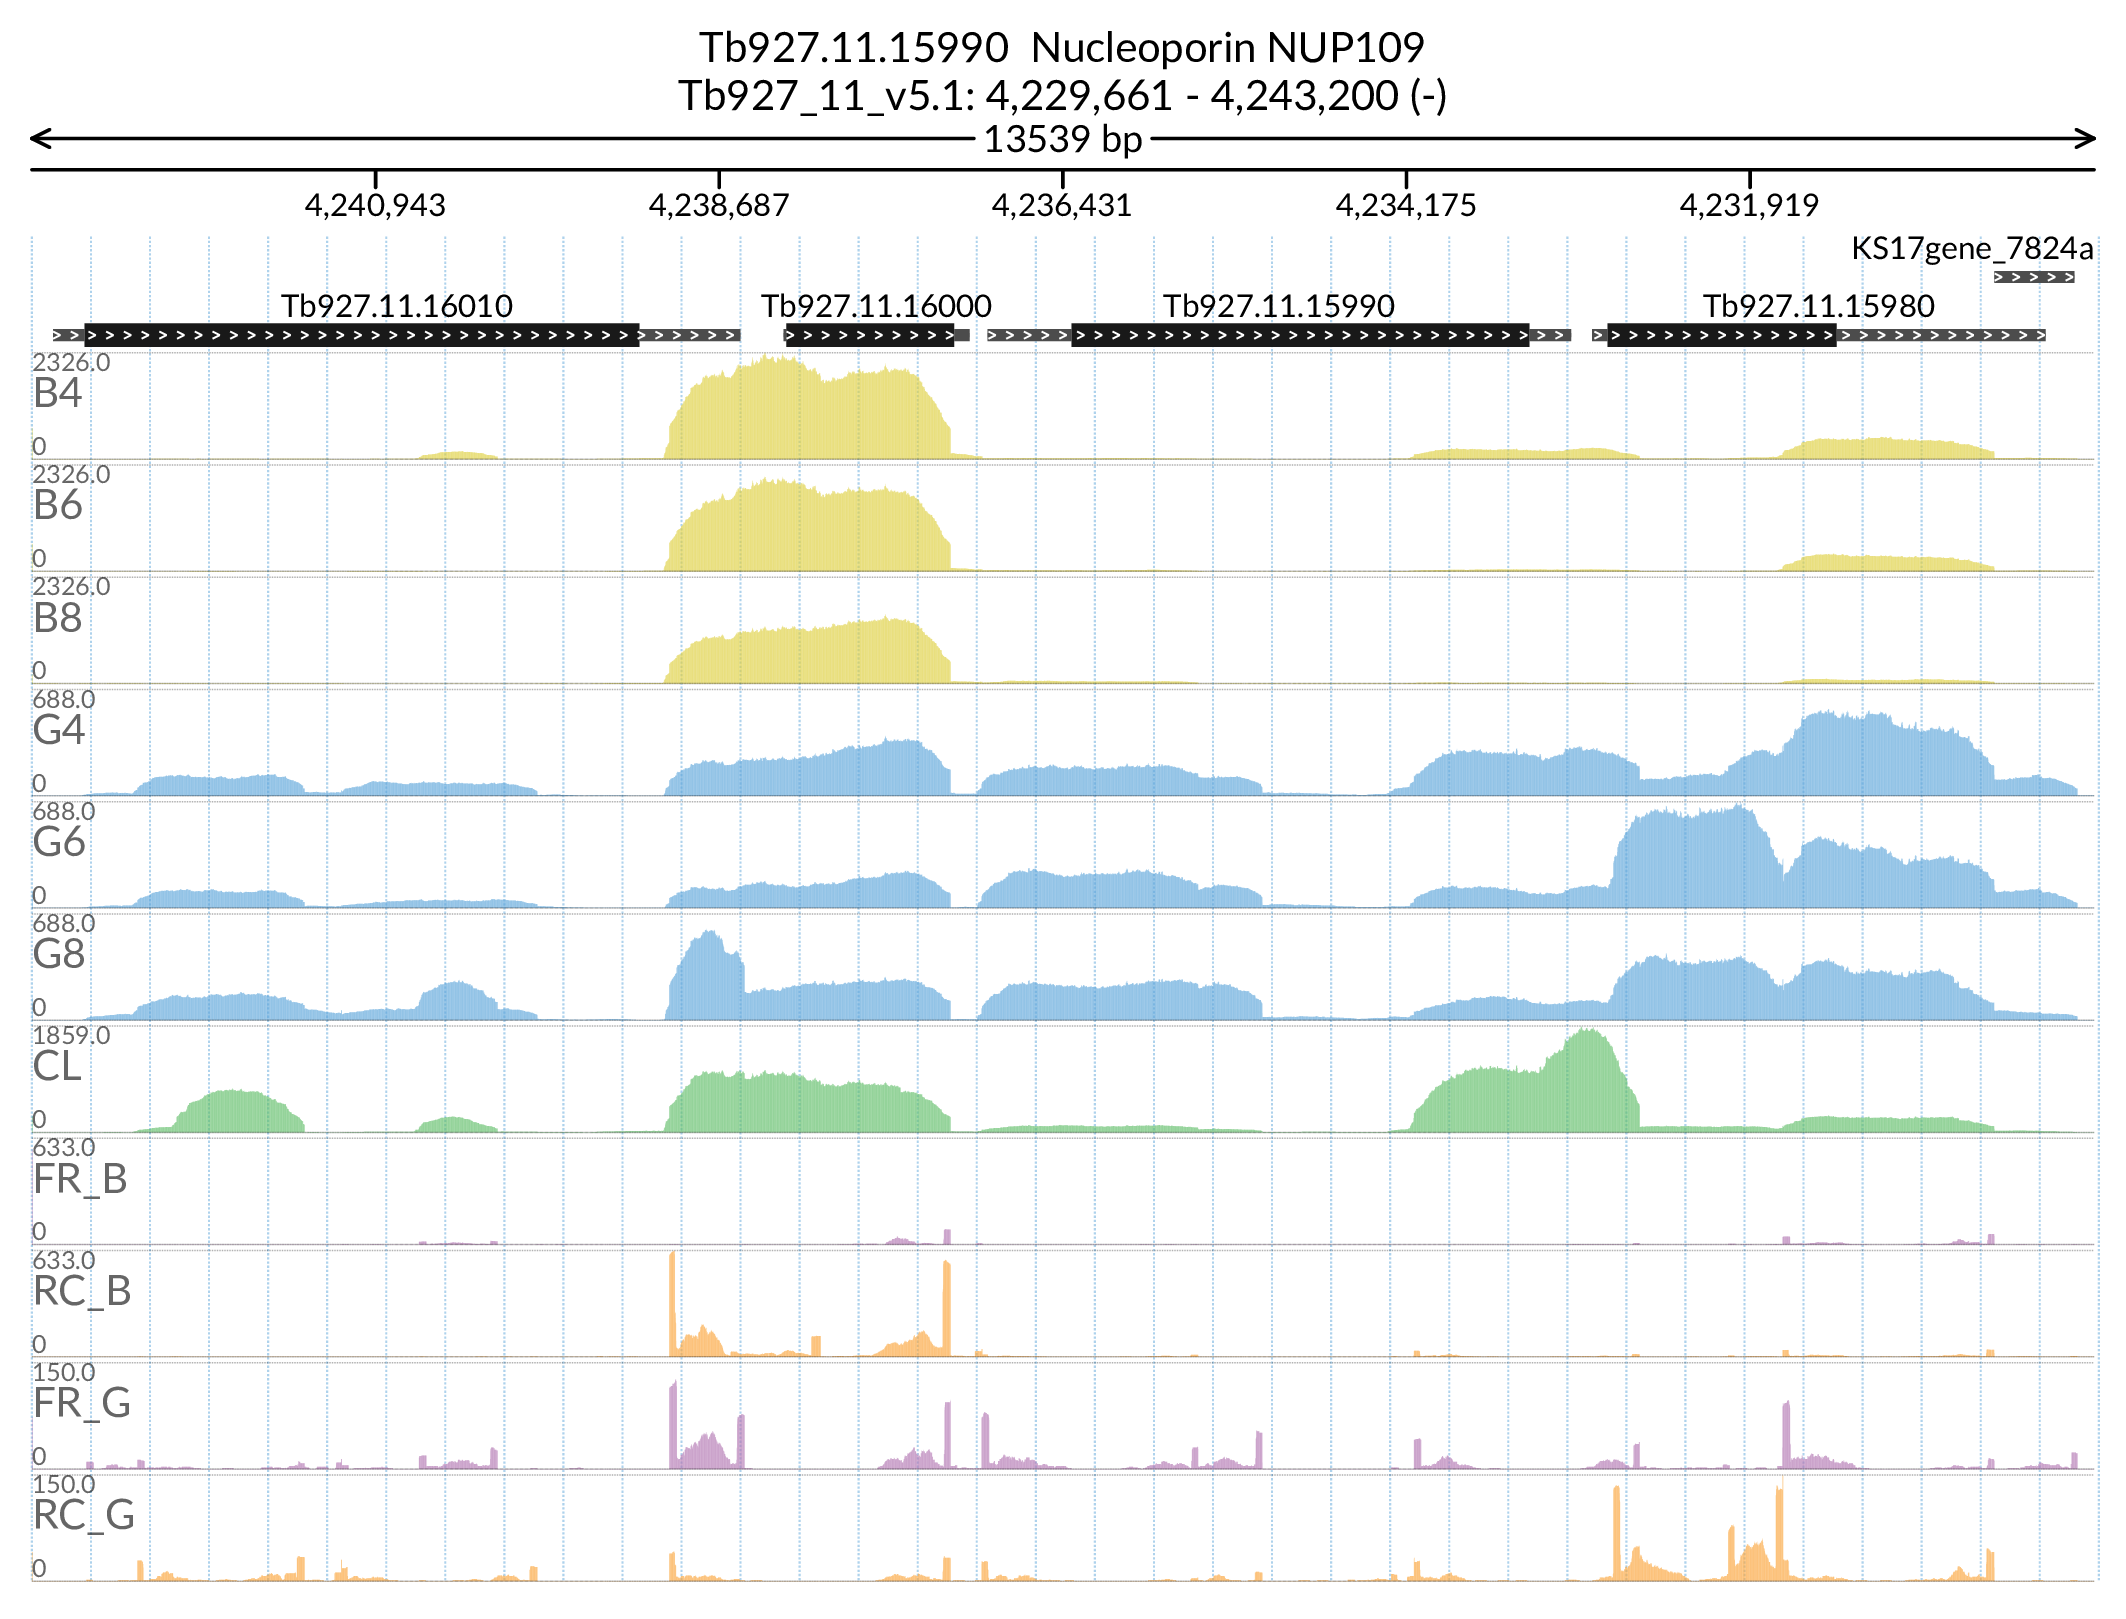 Tb927.11.15990  Nucleoporin NUP109
Tb927_11_v5.1: 4,229,661 - 4,243,200 (-)
13539 bp
4,240,943 4,238,687 4,236,431 4,234,175 4,231,919
KS17gene_7824a
Tb927.11.16010 Tb927.11.16000 Tb927.11.15990 Tb927.11.15980
2326.0
B4
0
2326.0
B6
0
2326.0
B8
0
688.0
G4
0
688.0
G6
0
688.0
G8
0
1859.0
CL
0
633.0
FR_B
0
633.0
RC_B
0
150.0
FR_G
0
150.0
RC_G
0